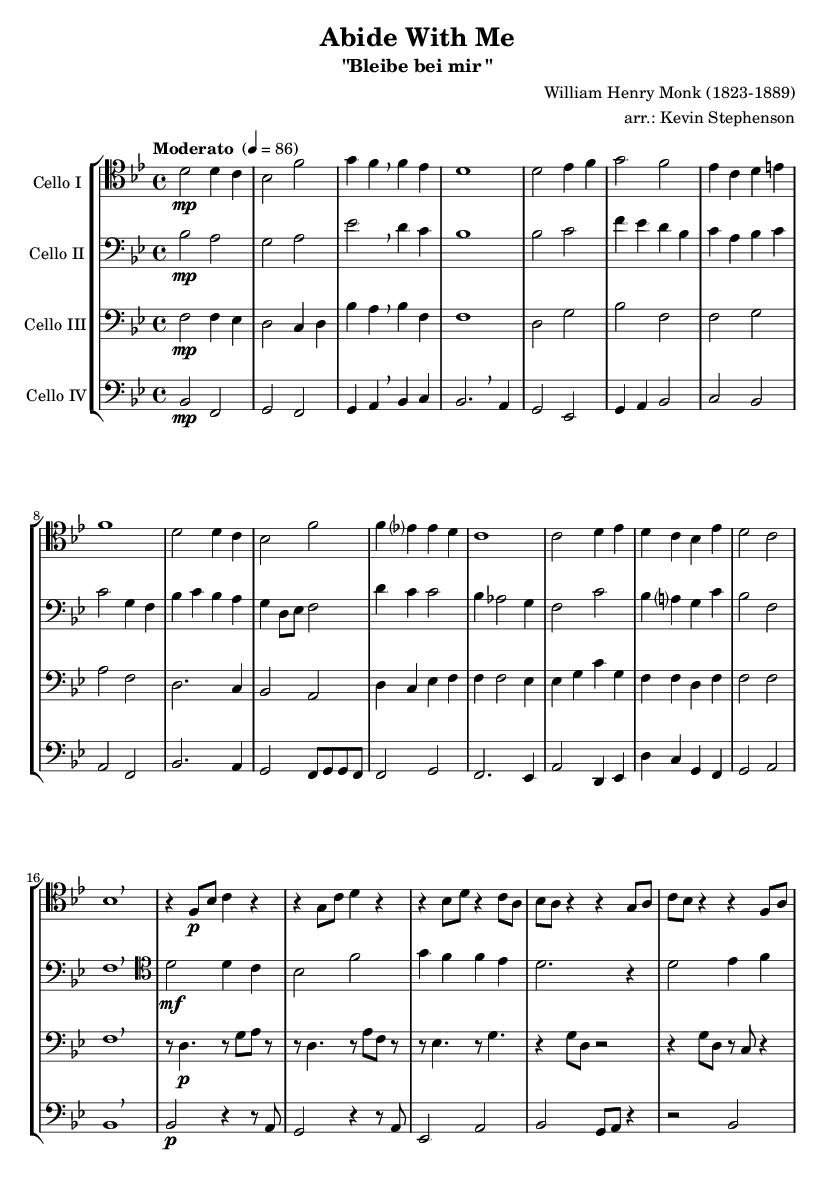 Abide With Me
"Bleibe bei mir"
William Henry Monk (1823-1889)
arr.: Kevin Stephenson
Moderato (♩ = 86)
Cello I
mp
Cello II
mp
Cello III
mp
Cello IV
mp
8
16
p
mf
p
p